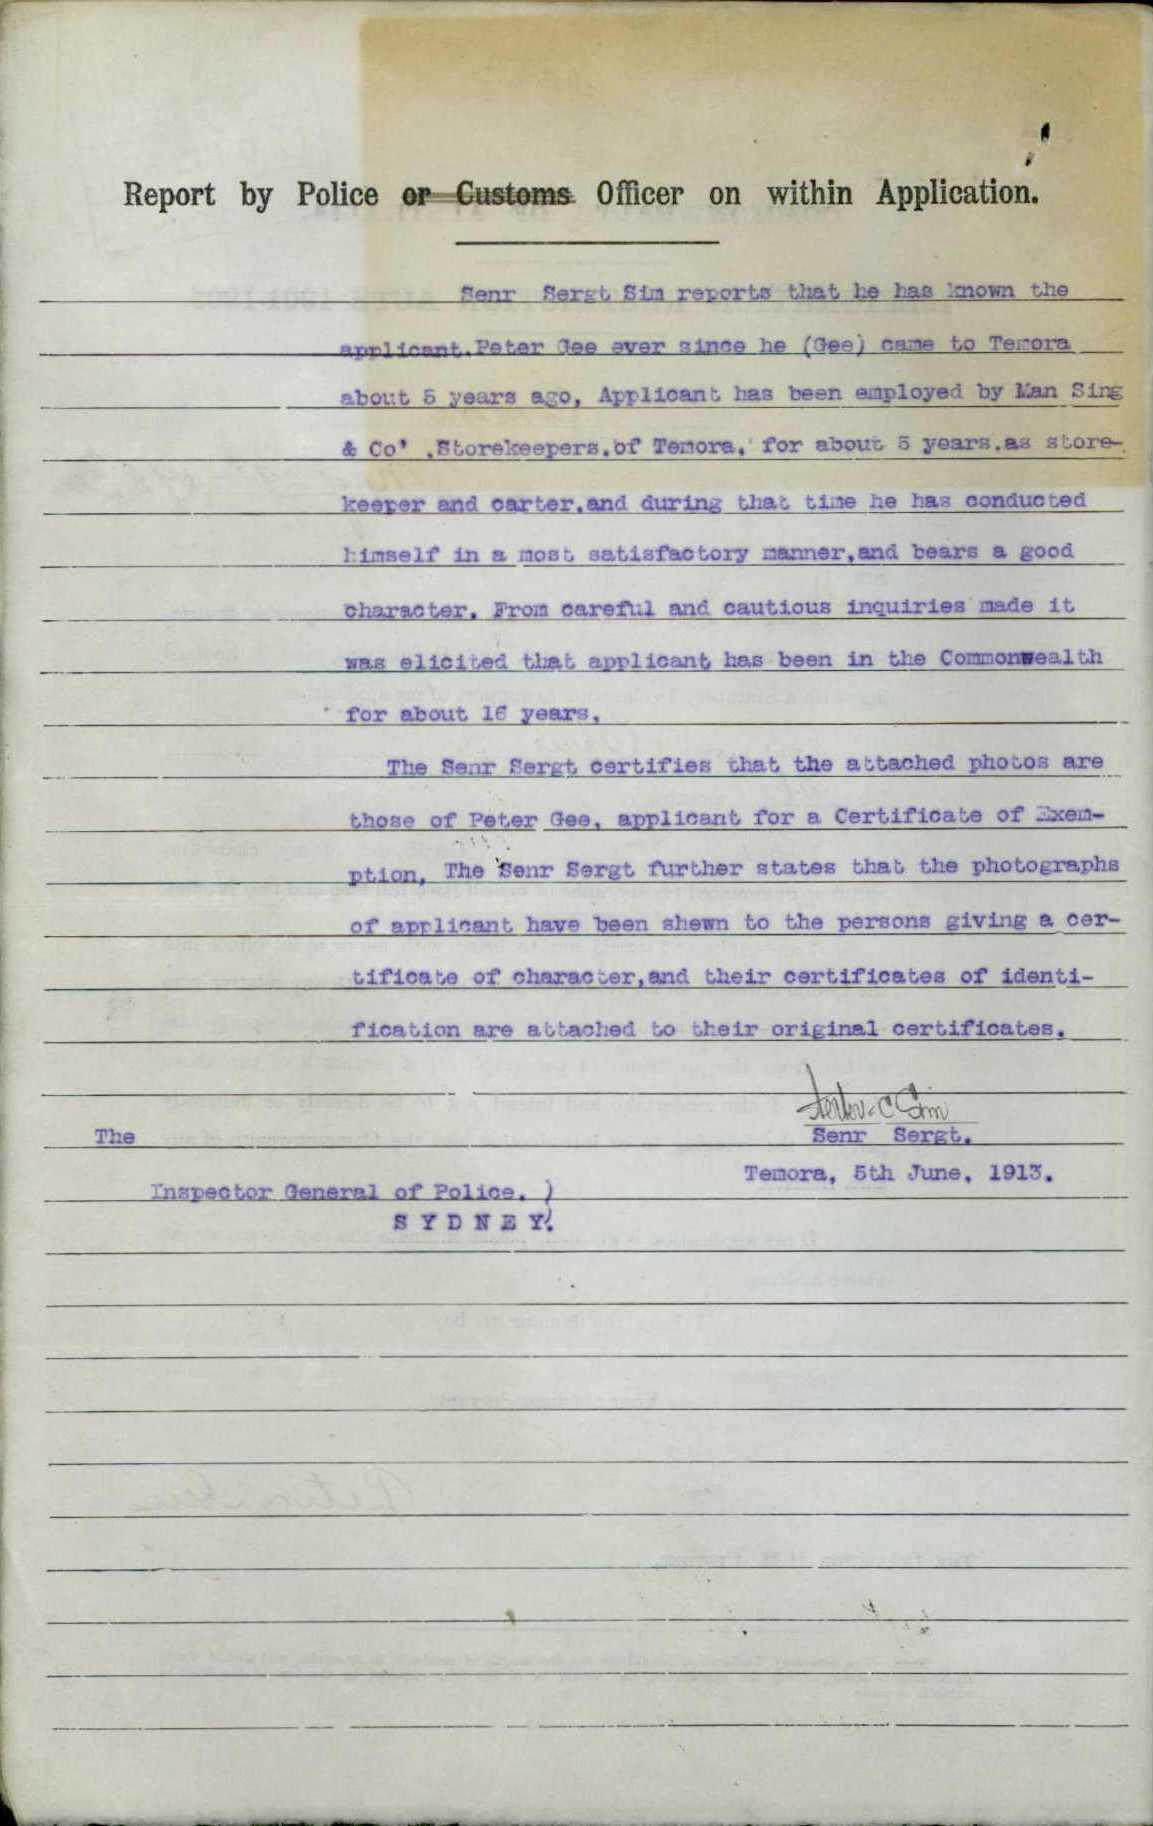 Report by Police or Customs Officer on within Application.
Senr Sergt Sim reports that he has known the
applicant.Peter Gee ever since he (Gee) came to Temora
about 5 years ago, Applicant has been employed by Man Sing
& Co' ,Storekeepers.of Temora, for about 5 years.as store-
keeper and carter.and during that time he has conducted
himself in a most satisfactory manner,and bears a good
character. From careful and cautious inquiries made it
was elicited that applicant has been in the Commonwealth
for about 16 years.
The Senr Sergt certifies that the attached photos are
those of Peter Gee, applicant for a Certificate of Exem-
ption, The Senr Sergt further states that the photographs
of applicant have been shewn to the persons giving a cer-
tificate of character,and their certificates of identi-
fication are attached to their original certificates.
C Sim
Senr Sergt.
The
Temora, 5th June, 1913.
Inspector General of Police. )
SYDNEY.